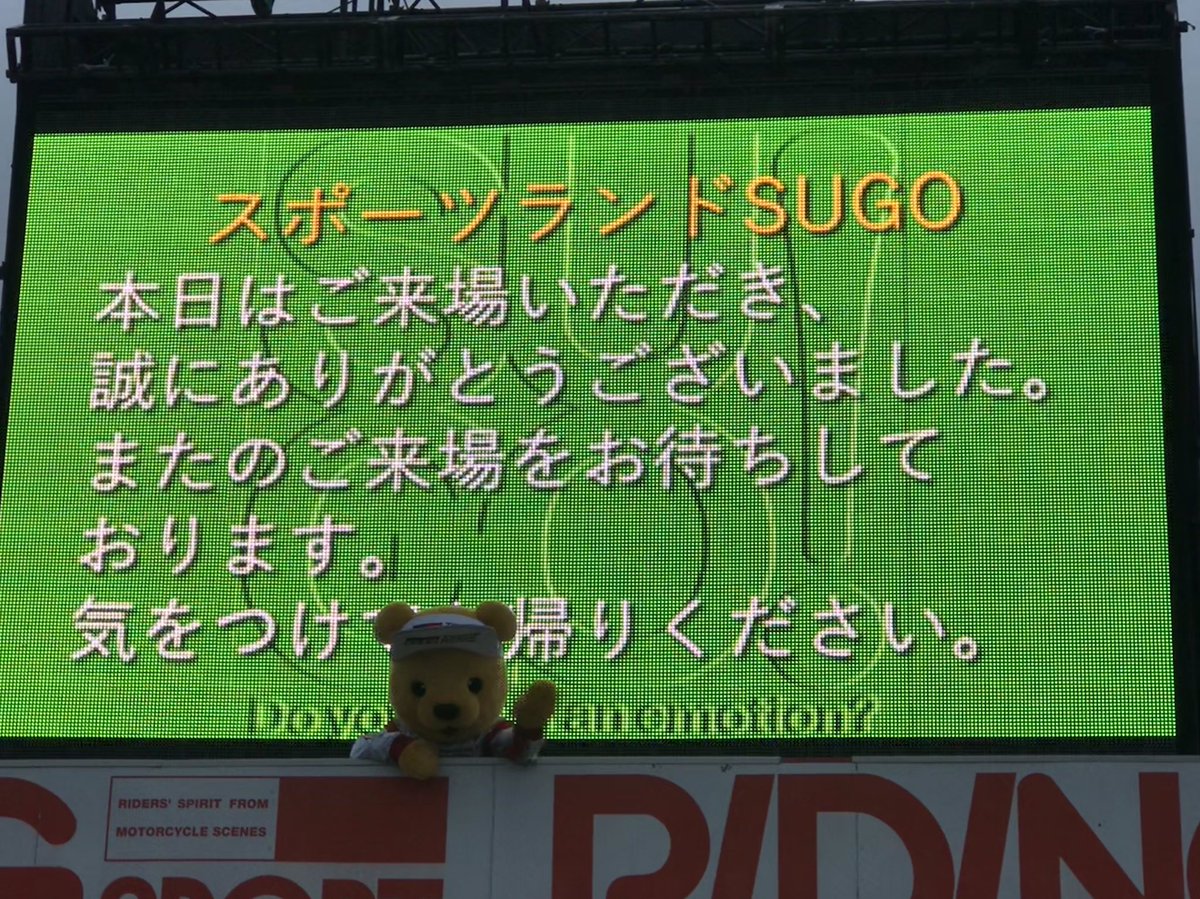 スポーツランドSUGO
本日はご来場いただき、
誠にありがとうございました。
またのご来場をお待ちして
おります。
気をつけ 帰りください。
Do an emotion?
RIDERS' SPIRIT FROM
MOTORCYCLE SCENES